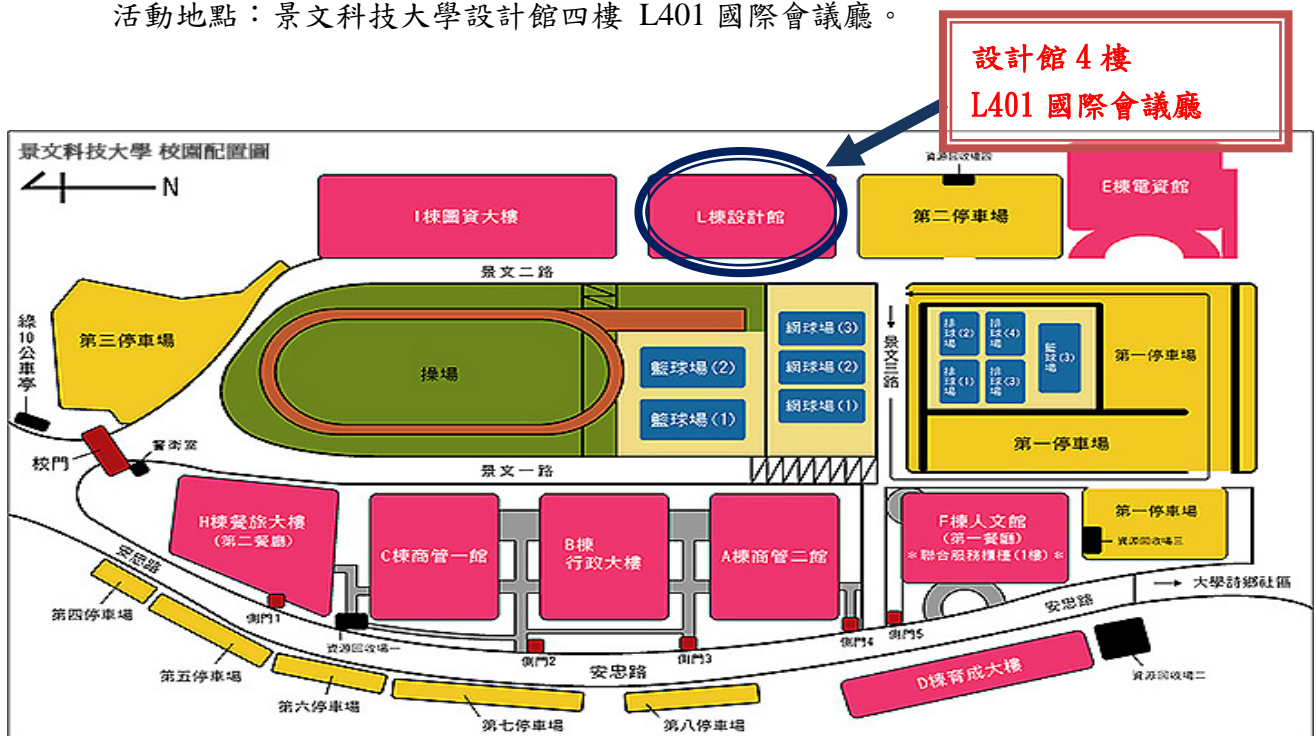 活動地點：景文科技大學設計館四樓 L401 國際會議廳。
設計館 4 樓
L401 國際會議廳
景文科技大學 校園配置圖
N
資源回收場四
I棟圖資大樓
L棟設計館
第二停車場
E棟電資館
景文二路
綠10公車亭
第三停車場
操場
籃球場(2)
籃球場(1)
網球場(3)
網球場(2)
網球場(1)
景文三路
排球場(2)
排球場(4)
籃球場(3)
排球場(1)
排球場(3)
第一停車場
第一停車場
校門
警衛室
景文一路
H棟餐旅大樓
(第二餐廳)
C棟商管一館
B棟
行政大樓
A棟商管二館
F棟人文館
(第一餐廳)
*聯合服務櫃檯(1樓)*
第一停車場
資源回收場三
大學詩鄉社區
安忠路
安忠路
安忠路
側門1
資源回收場一
側門2
側門3
側門4
側門5
第四停車場
第五停車場
第六停車場
第七停車場
第八停車場
D棟育成大樓
資源回收場二